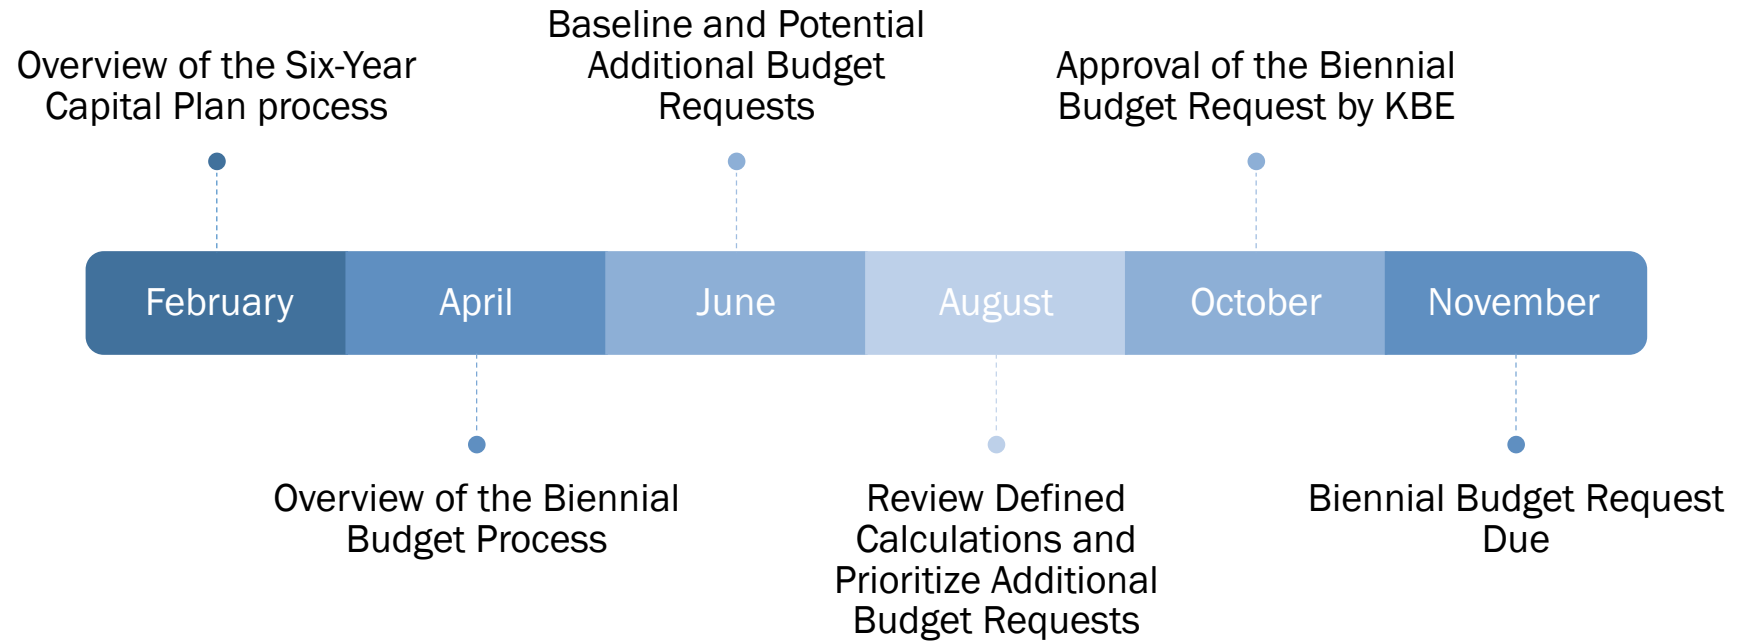 Overview of the Six-Year
Capital Plan process
Baseline and Potential
Additional Budget
Requests
Approval of the Biennial
Budget Request by KBE
February
April
June
August
October
November
Overview of the Biennial
Budget Process
Review Defined
Calculations and
Prioritize Additional
Budget Requests
Biennial Budget Request
Due